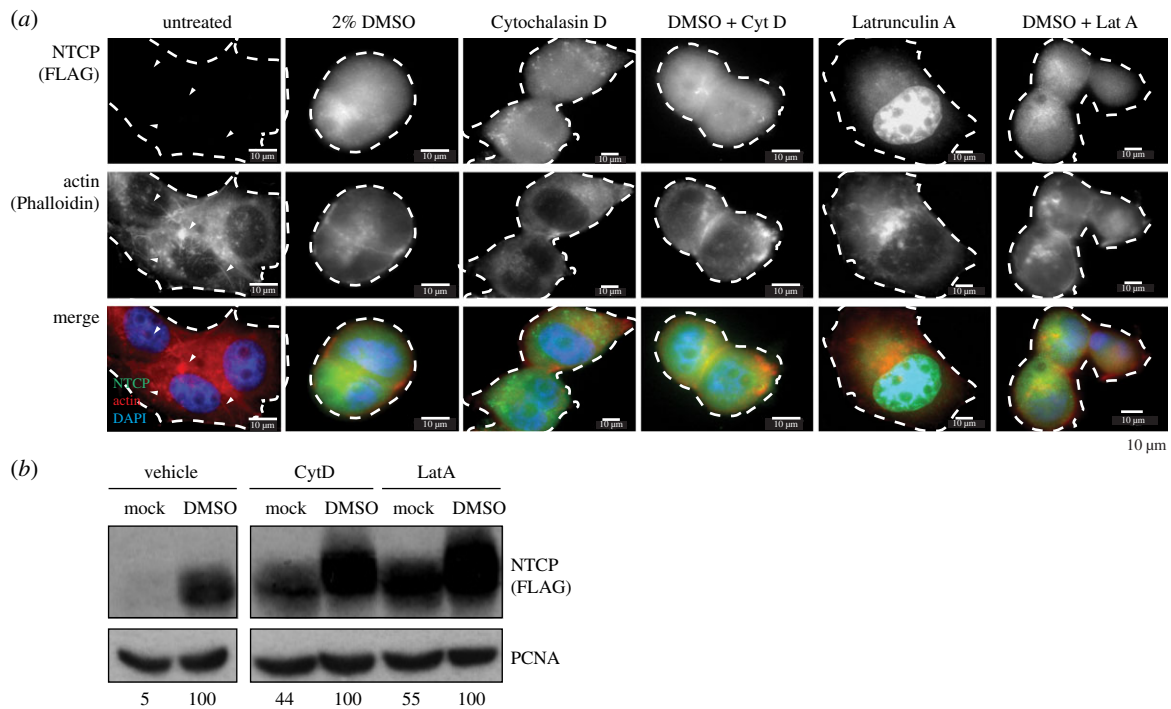 (a)
untreated 2% DMSO Cytochalasin D DMSO + Cyt D Latrunculin A DMSO + Lat A
NTCP
(FLAG)
10 µm 10 µm 10 µm 10 µm 10 µm 10 µm
actin
(Phalloidin)
10 µm 10 µm 10 µm 10 µm 10 µm 10 µm
merge
NTCP
actin
DAPI
10 µm 10 µm 10 µm 10 µm 10 µm 10 µm
10 µm
(b)
vehicle CytD LatA
mock DMSO mock DMSO mock DMSO
NTCP
(FLAG)
PCNA
5 100 44 100 55 100